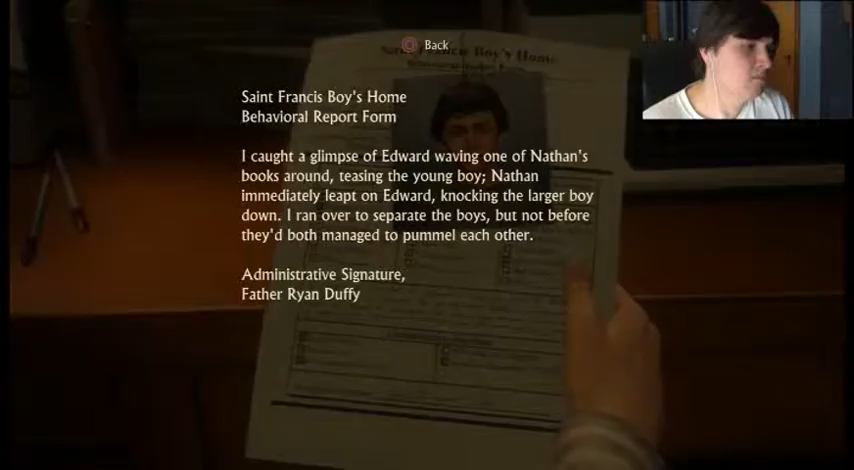 Back
Saint Francis Boy's Home
Behavioral Report Form
I caught a glimpse of Edward waving one of Nathan's
books around, teasing the young boy; Nathan
immediately leapt on Edward, knocking the larger boy
down. I ran over to separate the boys, but not before
they'd both managed to pummel each other.
Administrative Signature,
Father Ryan Duffy